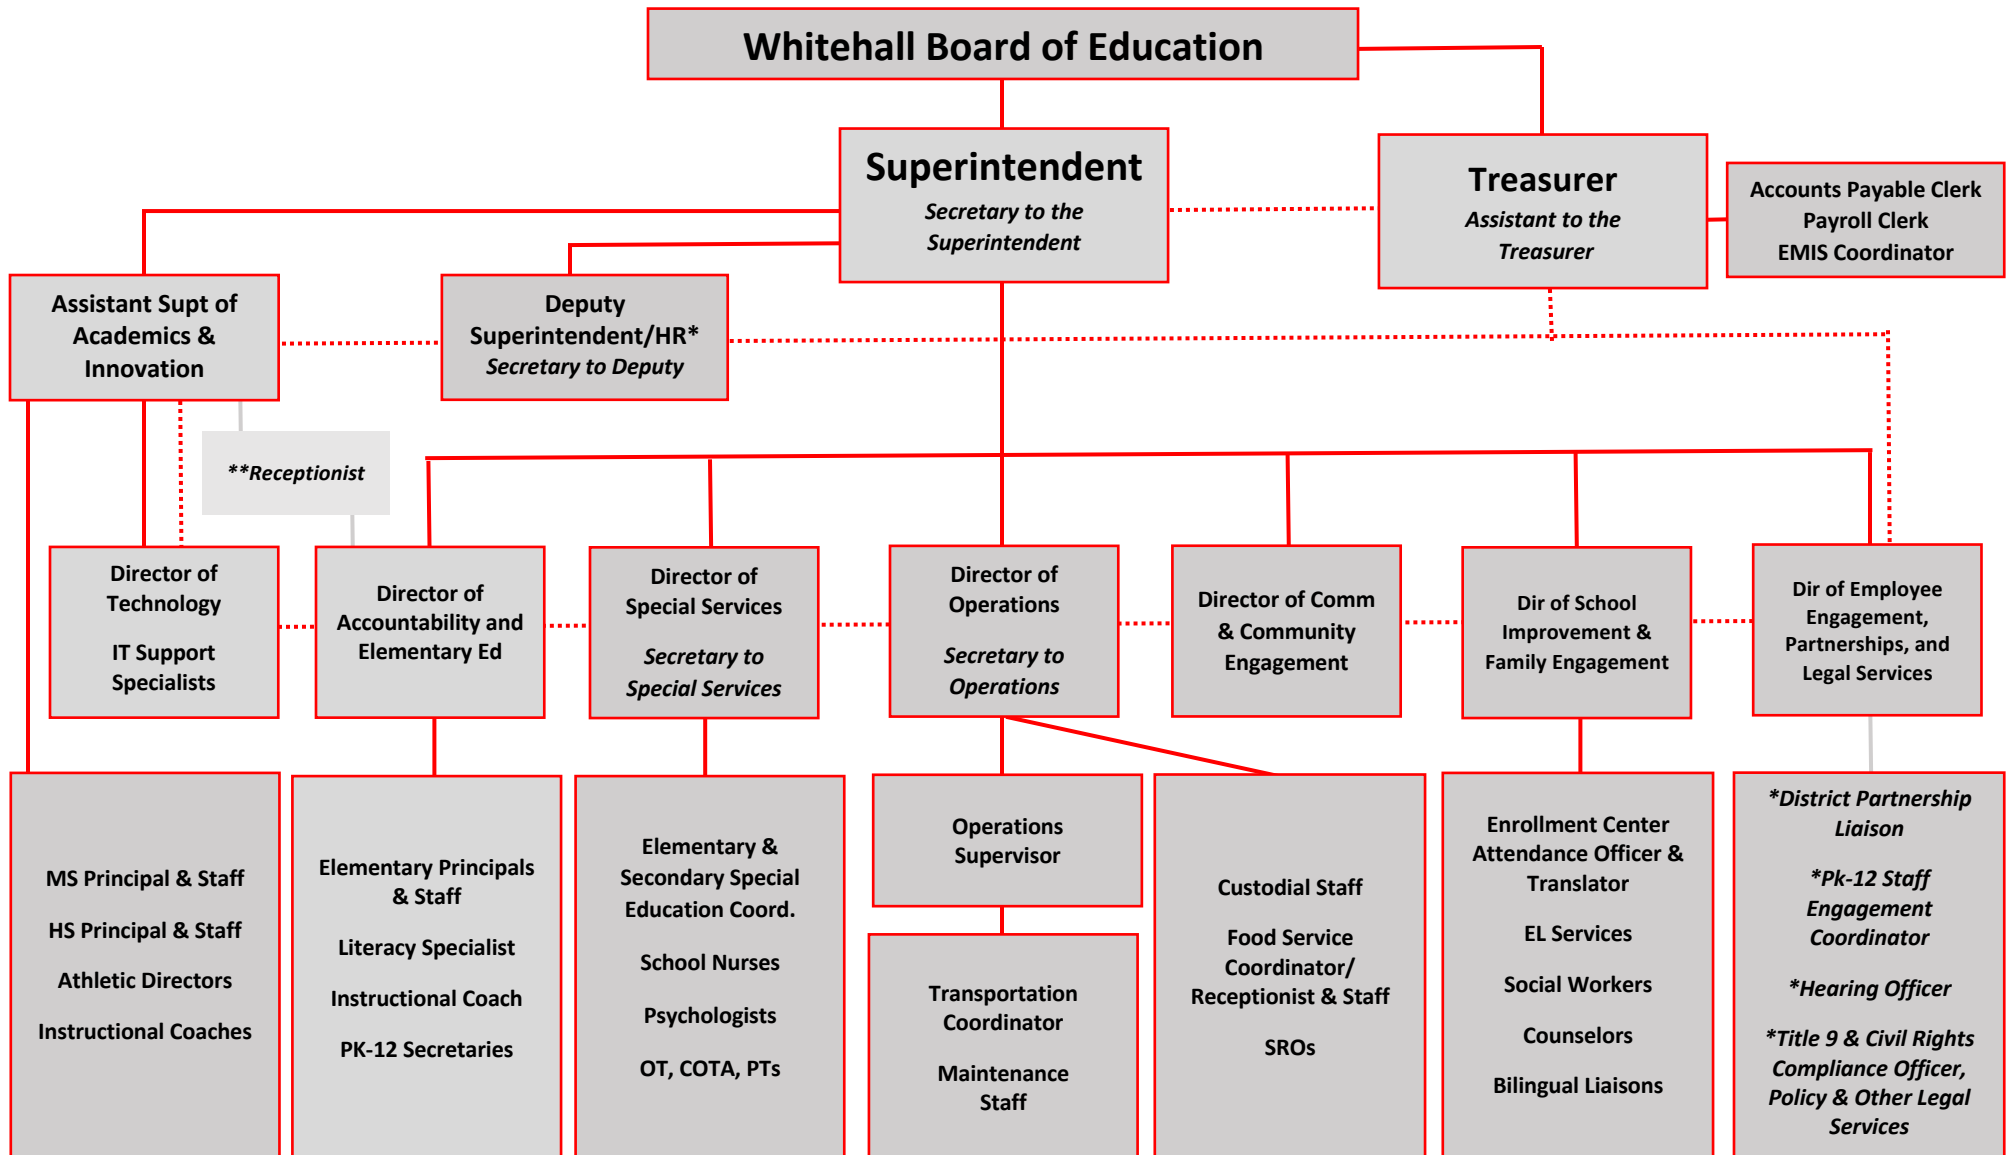 Whitehall Board of Education
Superintendent
Secretary to the
Superintendent
Treasurer
Assistant to the
Treasurer
Accounts Payable Clerk
Payroll Clerk
EMIS Coordinator
Assistant Supt of
Academics &
Innovation
Deputy
Superintendent/HR*
Secretary to Deputy
**Receptionist
Director of
Technology
IT Support
Specialists
Director of
Accountability and
Elementary Ed
Director of
Special Services
Secretary to
Special Services
Director of
Operations
Secretary to
Operations
Director of Comm
& Community
Engagement
Dir of School
Improvement &
Family Engagement
Dir of Employee
Engagement,
Partnerships, and
Legal Services
MS Principal & Staff
HS Principal & Staff
Athletic Directors
Instructional Coaches
Elementary Principals
& Staff
Literacy Specialist
Instructional Coach
PK-12 Secretaries
Elementary &
Secondary Special
Education Coord.
School Nurses
Psychologists
OT, COTA, PTs
Operations
Supervisor
Transportation
Coordinator
Maintenance
Staff
Custodial Staff
Food Service
Coordinator/
Receptionist & Staff
SROs
Enrollment Center
Attendance Officer &
Translator
EL Services
Social Workers
Counselors
Bilingual Liaisons
*District Partnership
Liaison
*Pk-12 Staff
Engagement
Coordinator
*Hearing Officer
*Title 9 & Civil Rights
Compliance Officer,
Policy & Other Legal
Services